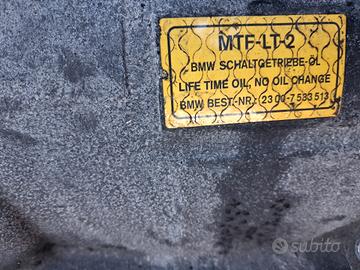 MTF-LT-2
BMW SCHALTGETRIEBE-ÖL
LIFE TIME OIL, NO OIL CHANGE
BMW BEST.-NR.: 23 00-7 533 513
subito